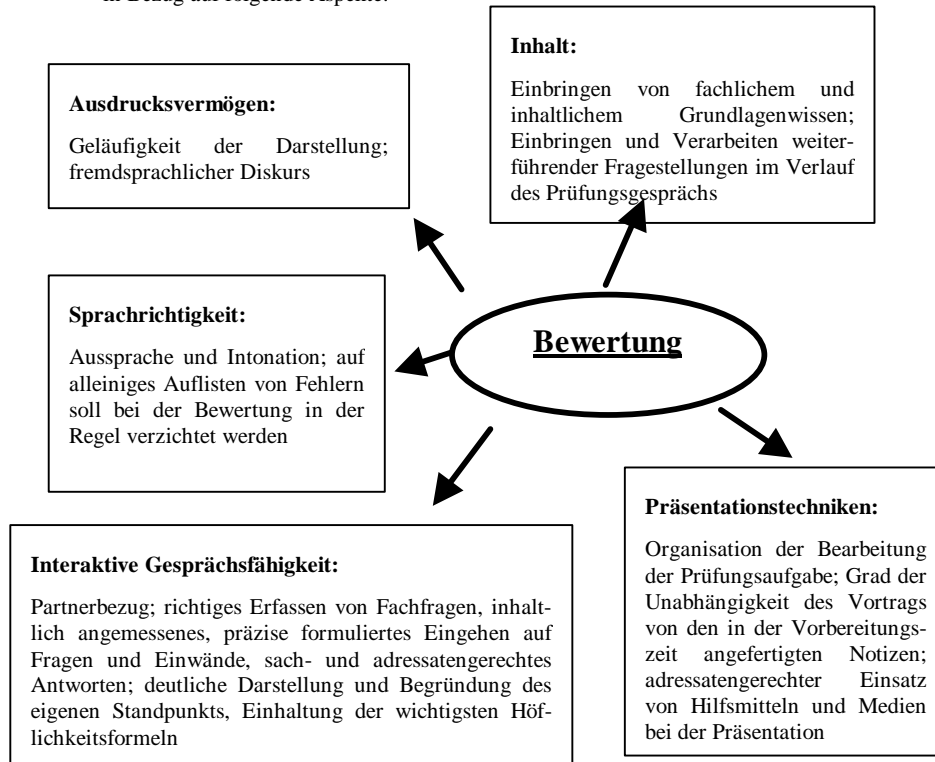 in Bezug auf folgende Aspekte:
Inhalt:
Einbringen von fachlichem und
inhaltlichem Grundlagenwissen;
Einbringen und Verarbeiten weiter-
führender Fragestellungen im Verlauf
des Prüfungsgesprächs
Ausdrucksvermögen:
Geläufigkeit der Darstellung;
fremdsprachlicher Diskurs
Sprachrichtigkeit:
Aussprache und Intonation; auf
alleiniges Auflisten von Fehlern
soll bei der Bewertung in der
Regel verzichtet werden
Bewertung
Interaktive Gesprächsfähigkeit:
Partnerbezug; richtiges Erfassen von Fachfragen, inhalt-
lich angemessenes, präzise formuliertes Eingehen auf
Fragen und Einwände, sach- und adressatengerechtes
Antworten; deutliche Darstellung und Begründung des
eigenen Standpunkts, Einhaltung der wichtigsten Höf-
lichkeitsformeln
Präsentationstechniken:
Organisation der Bearbeitung
der Prüfungsaufgabe; Grad der
Unabhängigkeit des Vortrags
von den in der Vorbereitungs-
zeit angefertigten Notizen;
adressatengerechter Einsatz
von Hilfsmitteln und Medien
bei der Präsentation